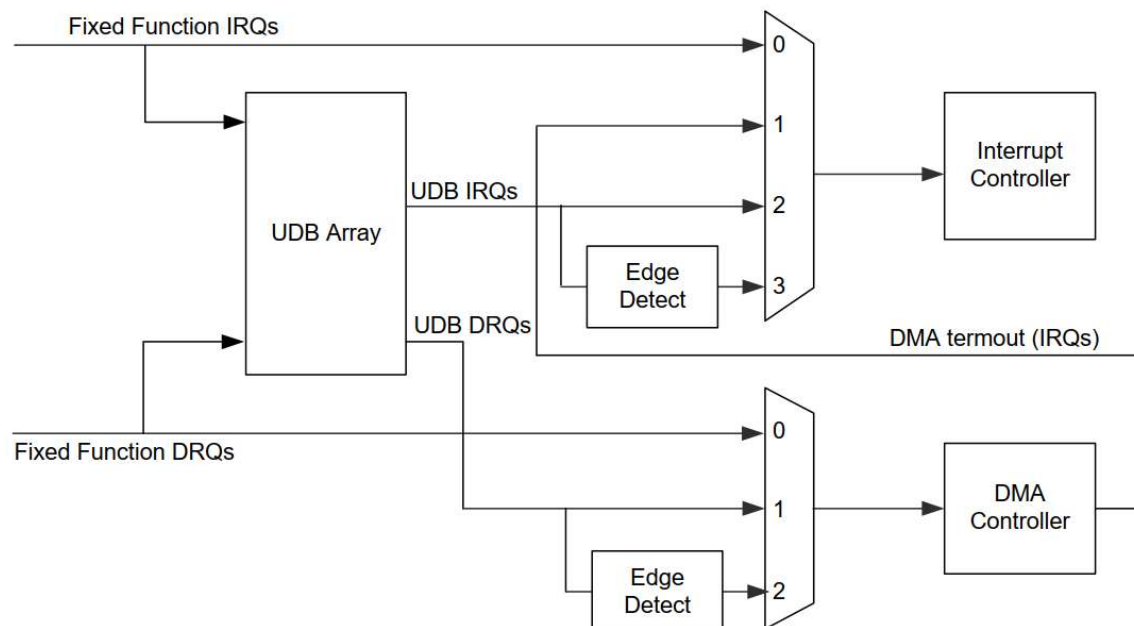 Fixed Function IRQs
0
1
Interrupt
Controller
UDB IRQs
2
UDB Array
Edge
Detect
3
UDB DRQs
DMA termout (IRQs)
0
Fixed Function DRQs
DMA
Controller
1
Edge
Detect
2